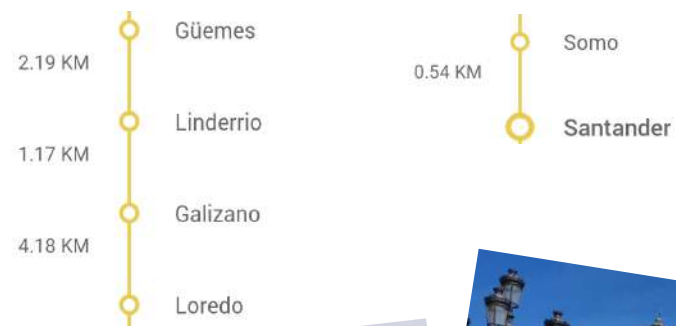 Güemes
2.19 KM
Linderrio
1.17 KM
Galizano
4.18 KM
Loredo
Somo
0.54 KM
Santander